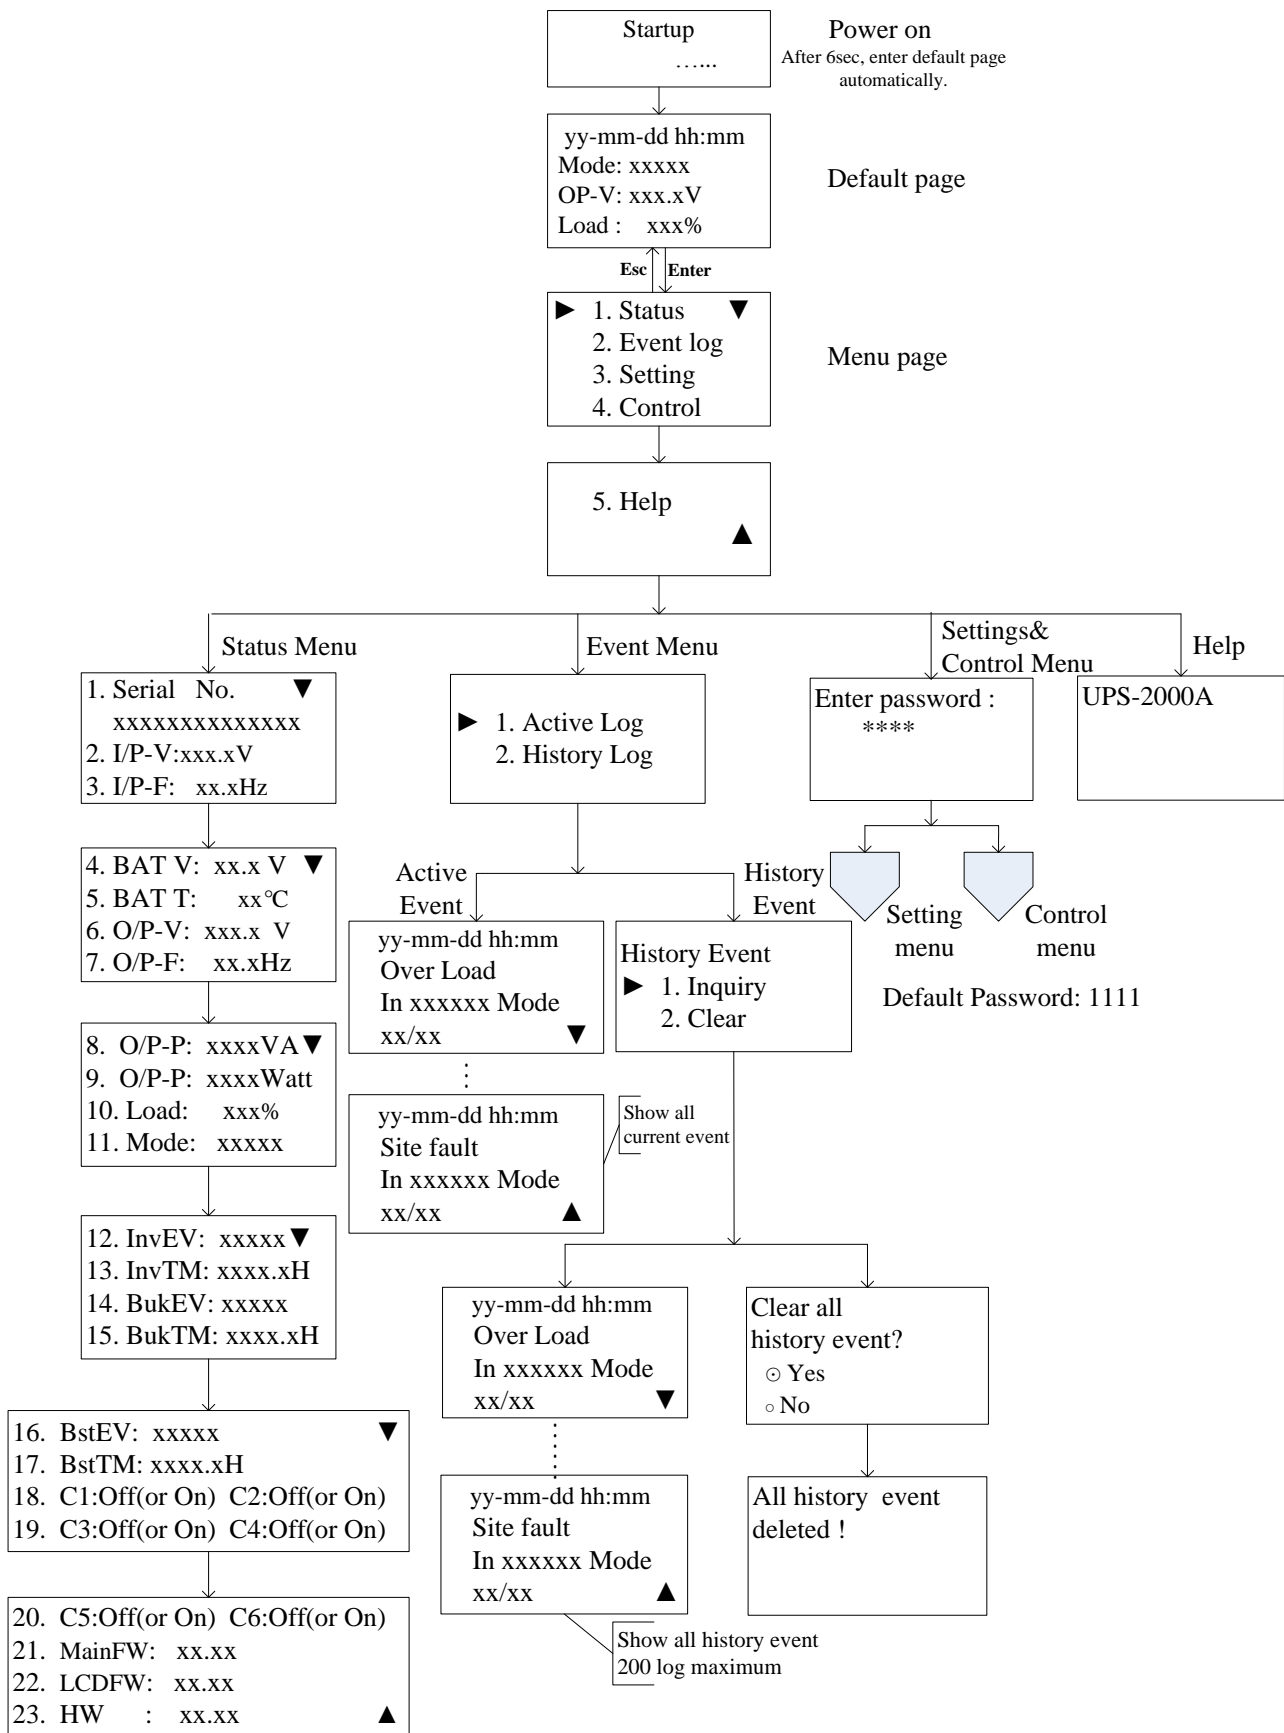 Startup
…...
Power on
After 6sec, enter default page
automatically.
yy-mm-dd hh:mm
Mode: xxxxx
OP-V: xxx.xV
Load : xxx%
Default page
Esc Enter
► 1. Status ▼
2. Event log
3. Setting
4. Control
Menu page
5. Help
▲
Status Menu
1. Serial No. ▼
xxxxxxxxxxxxxx
2. I/P-V:xxx.xV
3. I/P-F: xx.xHz
4. BAT V: xx.x V ▼
5. BAT T: xx℃
6. O/P-V: xxx.x V
7. O/P-F: xx.xHz
8. O/P-P: xxxxVA▼
9. O/P-P: xxxxWatt
10. Load: xxx%
11. Mode: xxxxx
12. InvEV: xxxxx▼
13. InvTM: xxxx.xH
14. BukEV: xxxxx
15. BukTM: xxxx.xH
16. BstEV: xxxxx ▼
17. BstTM: xxxx.xH
18. C1:Off(or On) C2:Off(or On)
19. C3:Off(or On) C4:Off(or On)
20. C5:Off(or On) C6:Off(or On)
21. MainFW: xx.xx
22. LCDFW: xx.xx
23. HW : xx.xx ▲
Event Menu
► 1. Active Log
2. History Log
Active
Event
yy-mm-dd hh:mm
Over Load
In xxxxxx Mode
xx/xx ▼
yy-mm-dd hh:mm
Site fault
In xxxxxx Mode
xx/xx ▲
Show all
current event
History
Event
History Event
► 1. Inquiry
2. Clear
yy-mm-dd hh:mm
Over Load
In xxxxxx Mode
xx/xx ▼
yy-mm-dd hh:mm
Site fault
In xxxxxx Mode
xx/xx ▲
Show all history event
200 log maximum
Clear all
history event?
⊙ Yes
○ No
All history event
deleted !
Settings&
Control Menu
Enter password :
****
Setting
menu
Control
menu
Default Password: 1111
Help
UPS-2000A